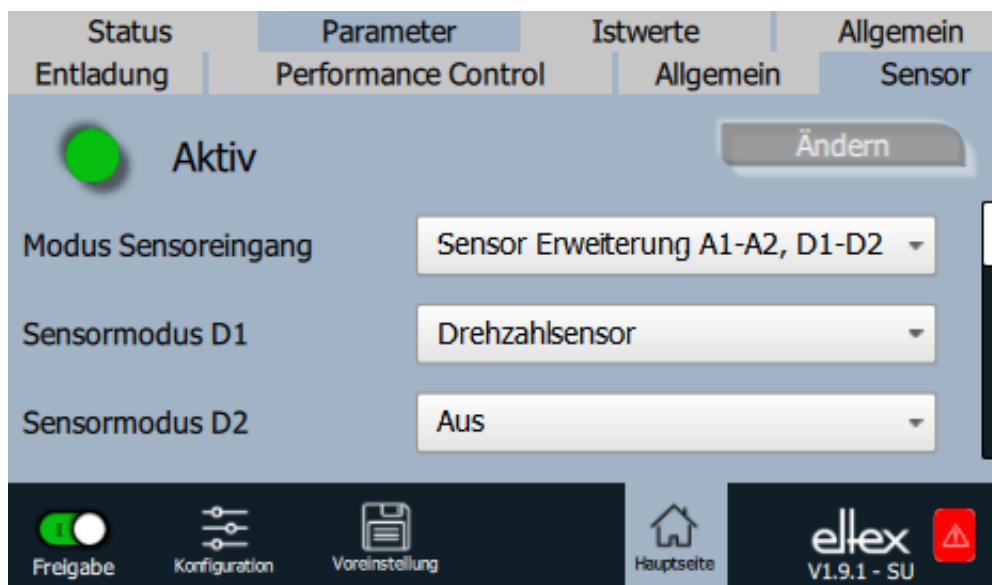 Status Parameter Istwerte Allgemein
Entladung Performance Control Allgemein Sensor
Aktiv Ändern
Modus Sensoreingang Sensor Erweiterung A1-A2, D1-D2
Sensormodus D1 Drehzahlsensor
Sensormodus D2 Aus
I
Freigabe Konfiguration Voreinstellung Hauptseite eltex
V1.9.1 - SU